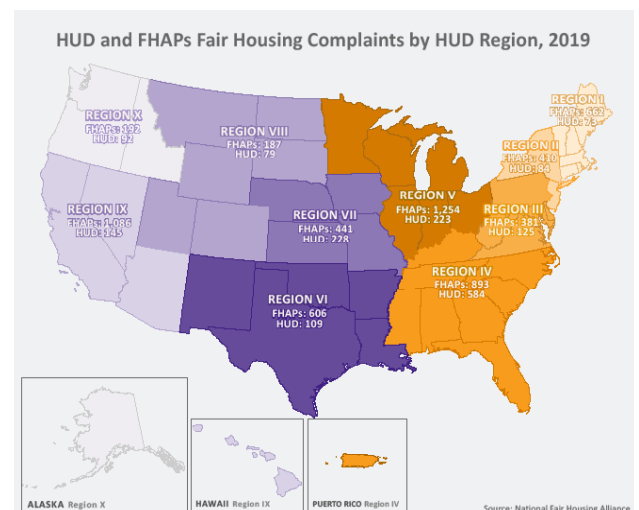 HUD and FHAPs Fair Housing Complaints by HUD Region, 2019
REGION I
FHAPs: 662
HUD: 73
REGION X
FHAPs: 192
HUD: 92
REGION VIII
FHAPs: 187
HUD: 79
REGION II
FHAPs: 410
HUD: 84
REGION V
FHAPs: 1,254
HUD: 223
REGION IX
FHAPs: 1,086
HUD: 145
REGION VII
FHAPs: 441
HUD: 228
REGION III
FHAPs: 381
HUD: 125
REGION IV
FHAPs: 893
HUD: 584
REGION VI
FHAPs: 606
HUD: 109
ALASKA Region X
HAWAII Region IX
PUERTO RICO Region IV
Source: National Fair Housing Alliance